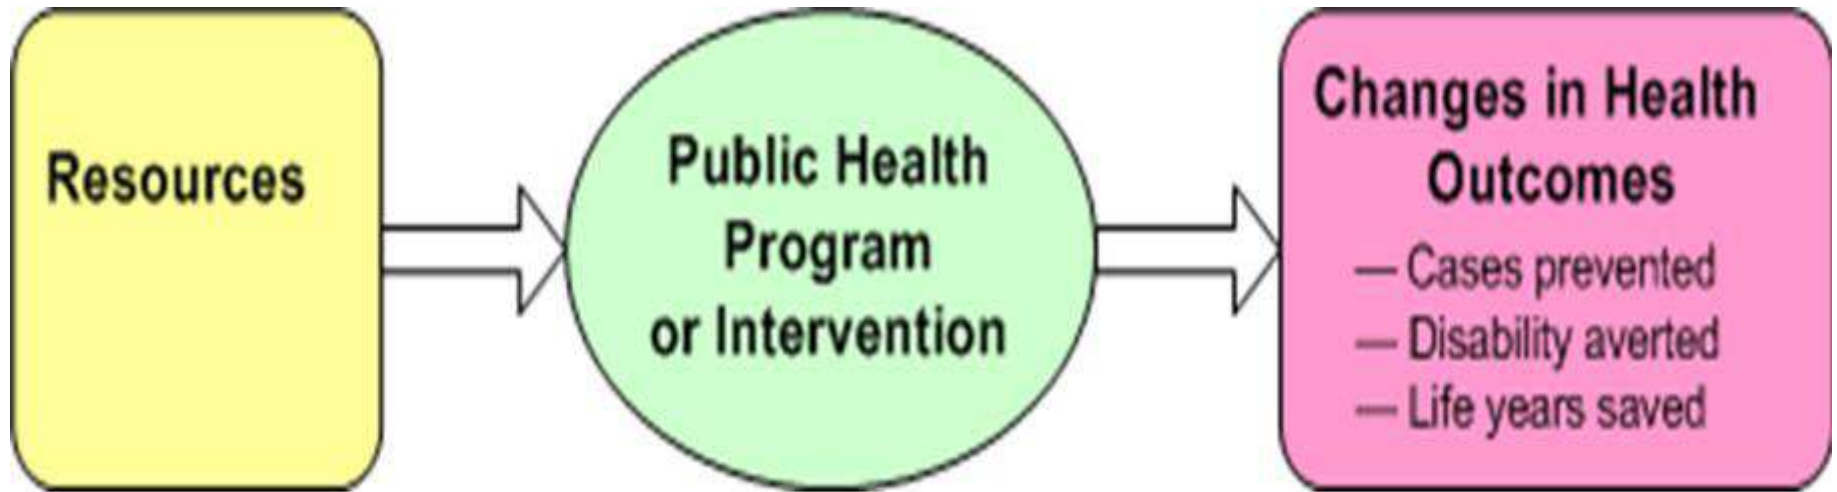 Resources
Public Health
Program
or Intervention
Changes in Health
Outcomes
— Cases prevented
— Disability averted
— Life years saved